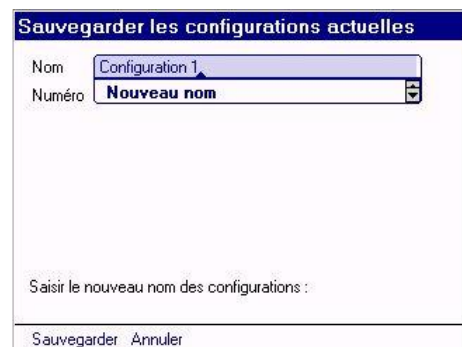 Sauvegarder les configurations actuelles
Nom Configuration 1
Numéro Nouveau nom
Saisir le nouveau nom des configurations :
Sauvegarder Annuler